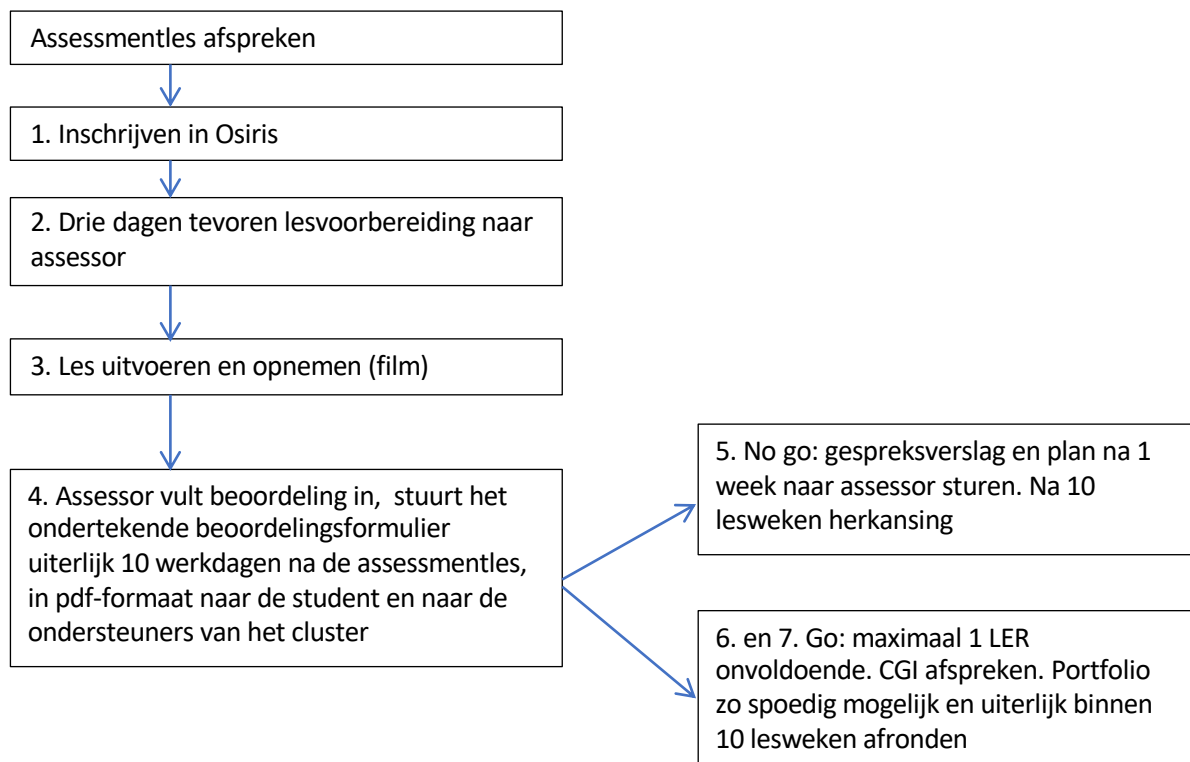 Assessmentles afspreken
1. Inschrijven in Osiris
2. Drie dagen tevoren lesvoorbereiding naar
assessor
3. Les uitvoeren en opnemen (film)
4. Assessor vult beoordeling in,  stuurt het
ondertekende beoordelingsformulier
uiterlijk 10 werkdagen na de assessmentles,
in pdf-formaat naar de student en naar de
ondersteuners van het cluster
5. No go: gespreksverslag en plan na 1
week naar assessor sturen. Na 10
lesweken herkansing
6. en 7. Go: maximaal 1 LER
onvoldoende. CGI afspreken. Portfolio
zo spoedig mogelijk en uiterlijk binnen
10 lesweken afronden